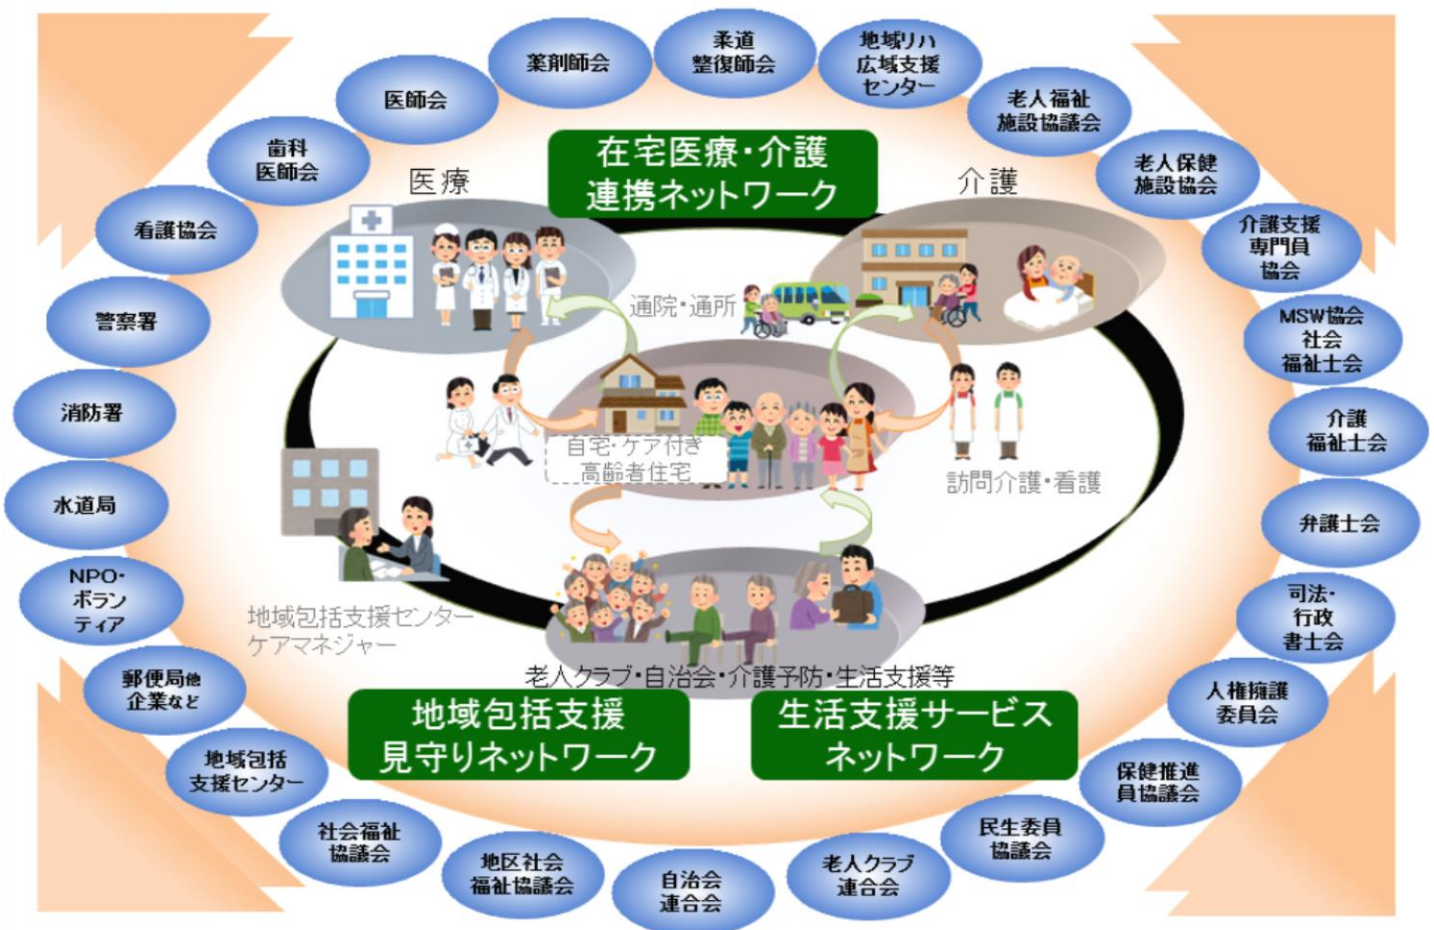 柔道
整復師会
地域リハ
広域支援
センター
薬剤師会
老人福祉
施設協議会
医師会
老人保健
施設協会
歯科
医師会
介護支援
専門員
協会
看護協会
MSW協会
社会
福祉士会
警察署
介護
福祉士会
消防署
弁護士会
水道局
司法・
行政
書士会
NPO・
ボラン
ティア
人権擁護
委員会
郵便局他
企業など
保健推進
員協議会
地域包括
支援センター
民生委員
協議会
社会福祉
協議会
老人クラブ
連合会
地区社会
福祉協議会
自治会
連合会
在宅医療・介護
連携ネットワーク
医療
介護
通院・通所
自宅・ケア付き
高齢者住宅
訪問介護・看護
地域包括支援センター
ケアマネジャー
老人クラブ・自治会・介護予防・生活支援等
地域包括支援
見守りネットワーク
生活支援サービス
ネットワーク